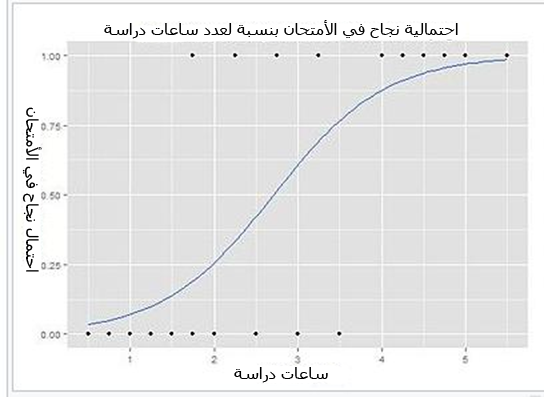 احتمالية نجاح في الأمتحان بنسبة لعدد ساعات دراسة
احتمال نجاح في الأمتحان
1.00
0.75
0.50
0.25
0.00
1 2 3 4 5
ساعات دراسة